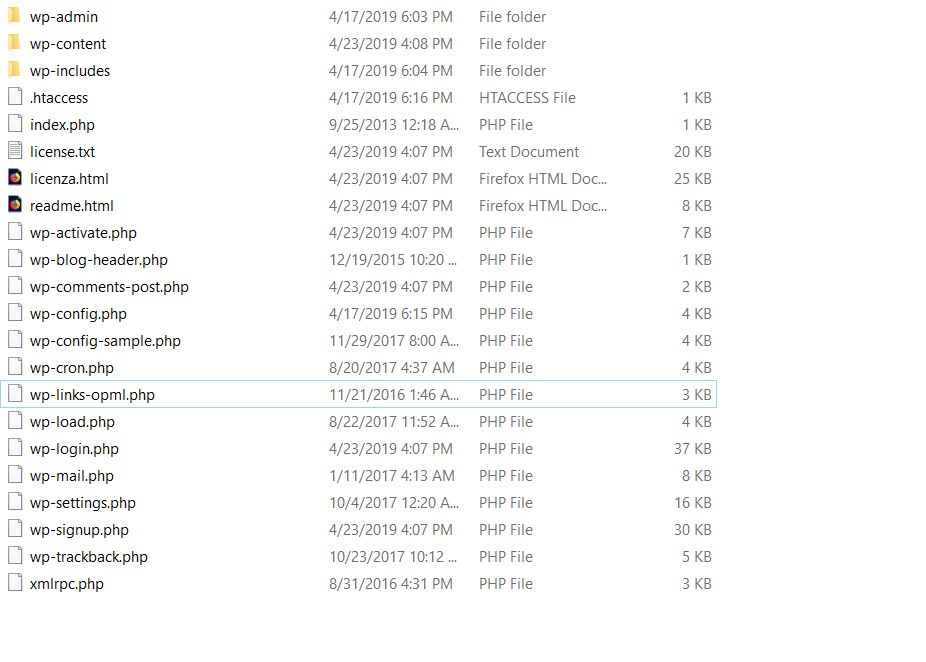 wp-admin 4/17/2019 6:03 PM File folder
wp-content 4/23/2019 4:08 PM File folder
wp-includes 4/17/2019 6:04 PM File folder
.htaccess 4/17/2019 6:16 PM HTACCESS File 1 KB
index.php 9/25/2013 12:18 A... PHP File 1 KB
license.txt 4/23/2019 4:07 PM Text Document 20 KB
licenza.html 4/23/2019 4:07 PM Firefox HTML Doc... 25 KB
readme.html 4/23/2019 4:07 PM Firefox HTML Doc... 8 KB
wp-activate.php 4/23/2019 4:07 PM PHP File 7 KB
wp-blog-header.php 12/19/2015 10:20 ... PHP File 1 KB
wp-comments-post.php 4/23/2019 4:07 PM PHP File 2 KB
wp-config.php 4/17/2019 6:15 PM PHP File 4 KB
wp-config-sample.php 11/29/2017 8:00 A... PHP File 4 KB
wp-cron.php 8/20/2017 4:37 AM PHP File 4 KB
wp-links-opml.php 11/21/2016 1:46 A... PHP File 3 KB
wp-load.php 8/22/2017 11:52 A... PHP File 4 KB
wp-login.php 4/23/2019 4:07 PM PHP File 37 KB
wp-mail.php 1/11/2017 4:13 AM PHP File 8 KB
wp-settings.php 10/4/2017 12:20 A... PHP File 16 KB
wp-signup.php 4/23/2019 4:07 PM PHP File 30 KB
wp-trackback.php 10/23/2017 10:12 ... PHP File 5 KB
xmlrpc.php 8/31/2016 4:31 PM PHP File 3 KB